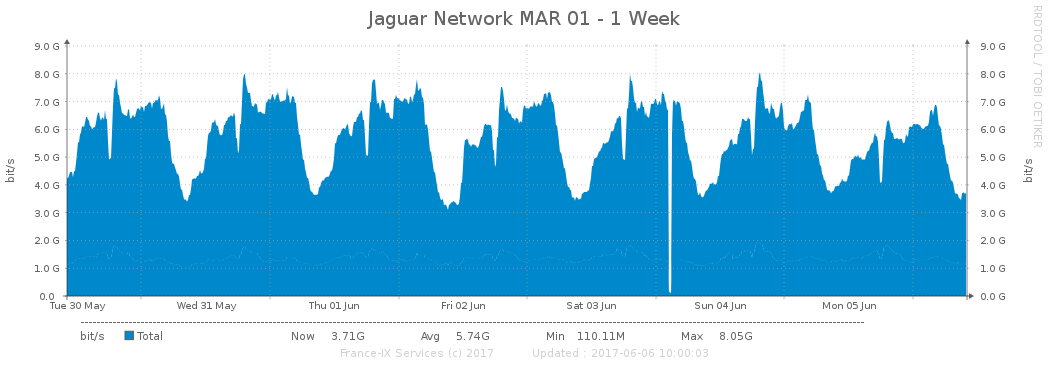 Jaguar Network MAR 01 - 1 Week
RRDTOOL / TOBI OETIKER
bit/s
9.0 G 9.0 G
8.0 G 8.0 G
7.0 G 7.0 G
6.0 G 6.0 G
5.0 G 5.0 G
4.0 G 4.0 G
3.0 G 3.0 G
2.0 G 2.0 G
1.0 G 1.0 G
0.0 0.0 G
bit/s
Tue 30 May Wed 31 May Thu 01 Jun Fri 02 Jun Sat 03 Jun Sun 04 Jun Mon 05 Jun
bit/s Total Now 3.71G Avg 5.74G Min 110.11M Max 8.05G
France-IX Services (c) 2017 Updated : 2017-06-06 10:00:03